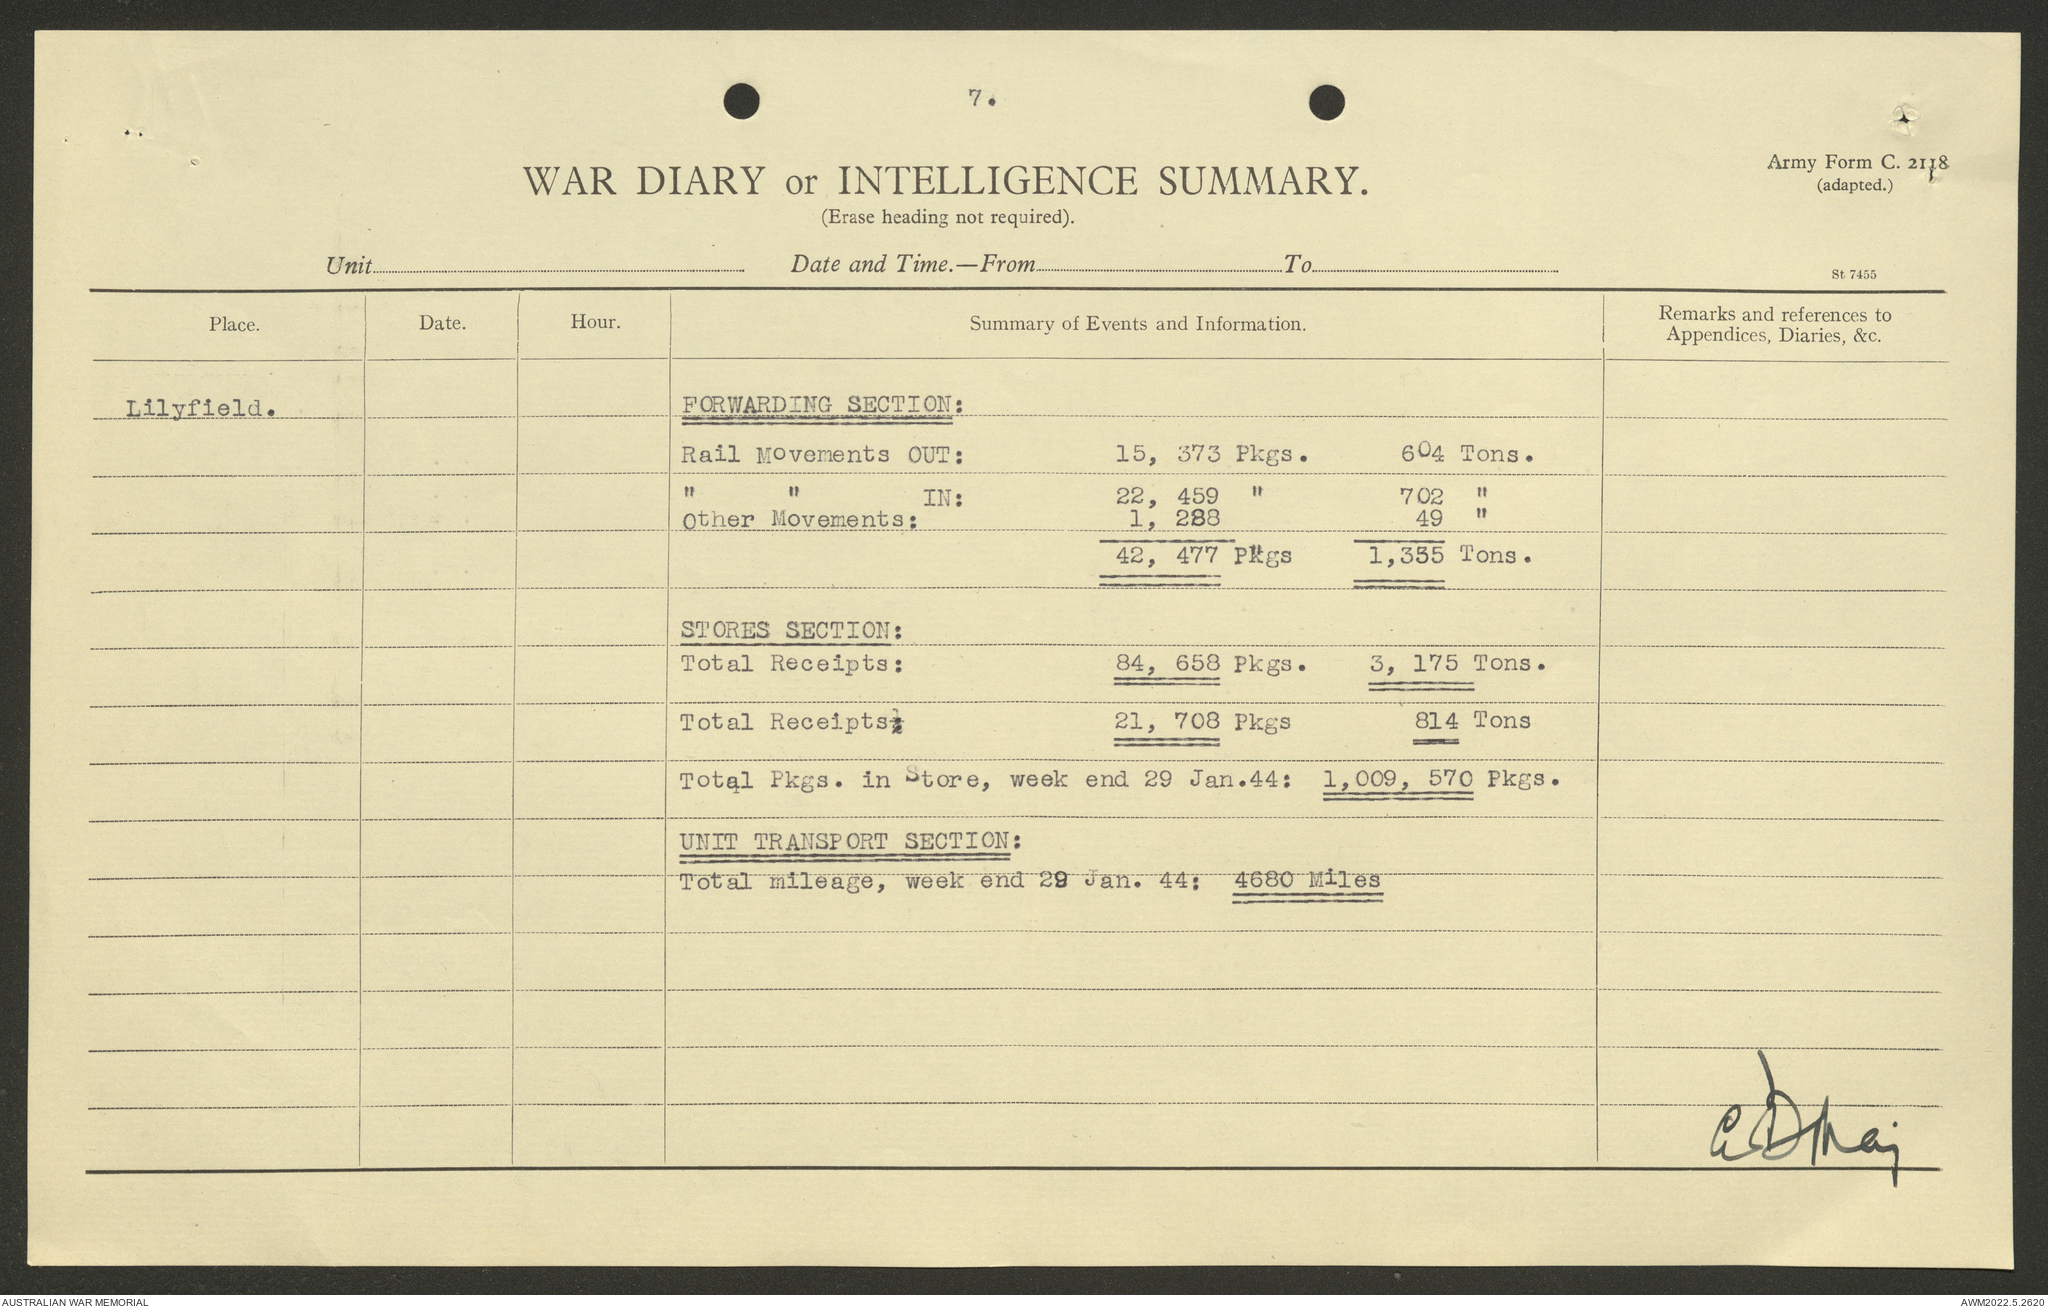 7.
WAR DIARY or INTELLIGENCE SUMMARY.
(Erase heading not required).
Army Form C. 2118
(adapted.)
Unit Date and Time.—From To
St 7455
Place. Date. Hour. Summary of Events and Information. Remarks and references to
Appendices, Diaries, &c.
Lilyfield. FORWARDING SECTION:
Rail Movements OUT: 15, 373 Pkgs. 604 Tons.
" " IN: 22, 459 " 702 "
Other Movements: 1, 288 49 "
42, 477 Pkgs 1,355 Tons.
STORES SECTION:
Total Receipts: 84, 658 Pkgs. 3, 175 Tons.
Total Receipts: 21, 708 Pkgs 814 Tons
Total Pkgs. in Store, week end 29 Jan.44: 1,009, 570 Pkgs.
UNIT TRANSPORT SECTION:
Total mileage, week end 29 Jan. 44: 4680 Miles
Maj
AUSTRALIAN WAR MEMORIAL
AWM2022.5.2620